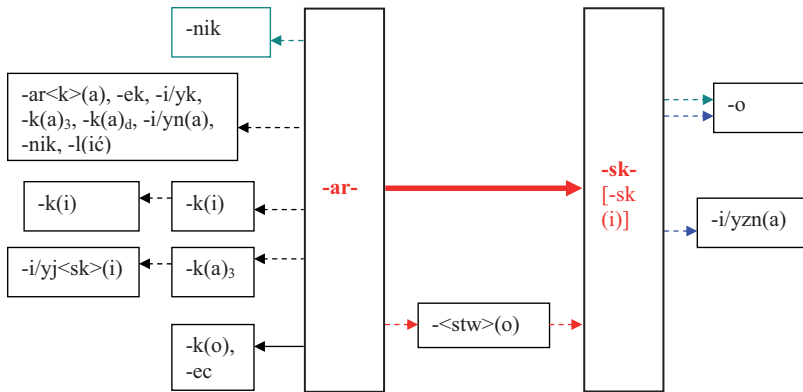 -nik
-ar<k>(a), -ek, -i/yk,
-k(a)₃, -k(a)d, -i/yn(a),
-nik, -l(ić)
-k(i)
-k(i)
-i/yj<sk>(i)
-k(a)₃
-k(o),
-ec
-ar-
-<stw>(o)
-sk-
[-sk
(i)]
-o
-i/yzn(a)